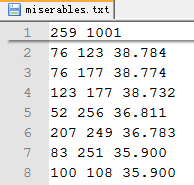 miserables.txt
1 259 1001
2 76 123 38.784
3 76 177 38.774
4 123 177 38.732
5 52 256 36.811
6 207 249 36.783
7 83 251 35.900
8 100 108 35.900